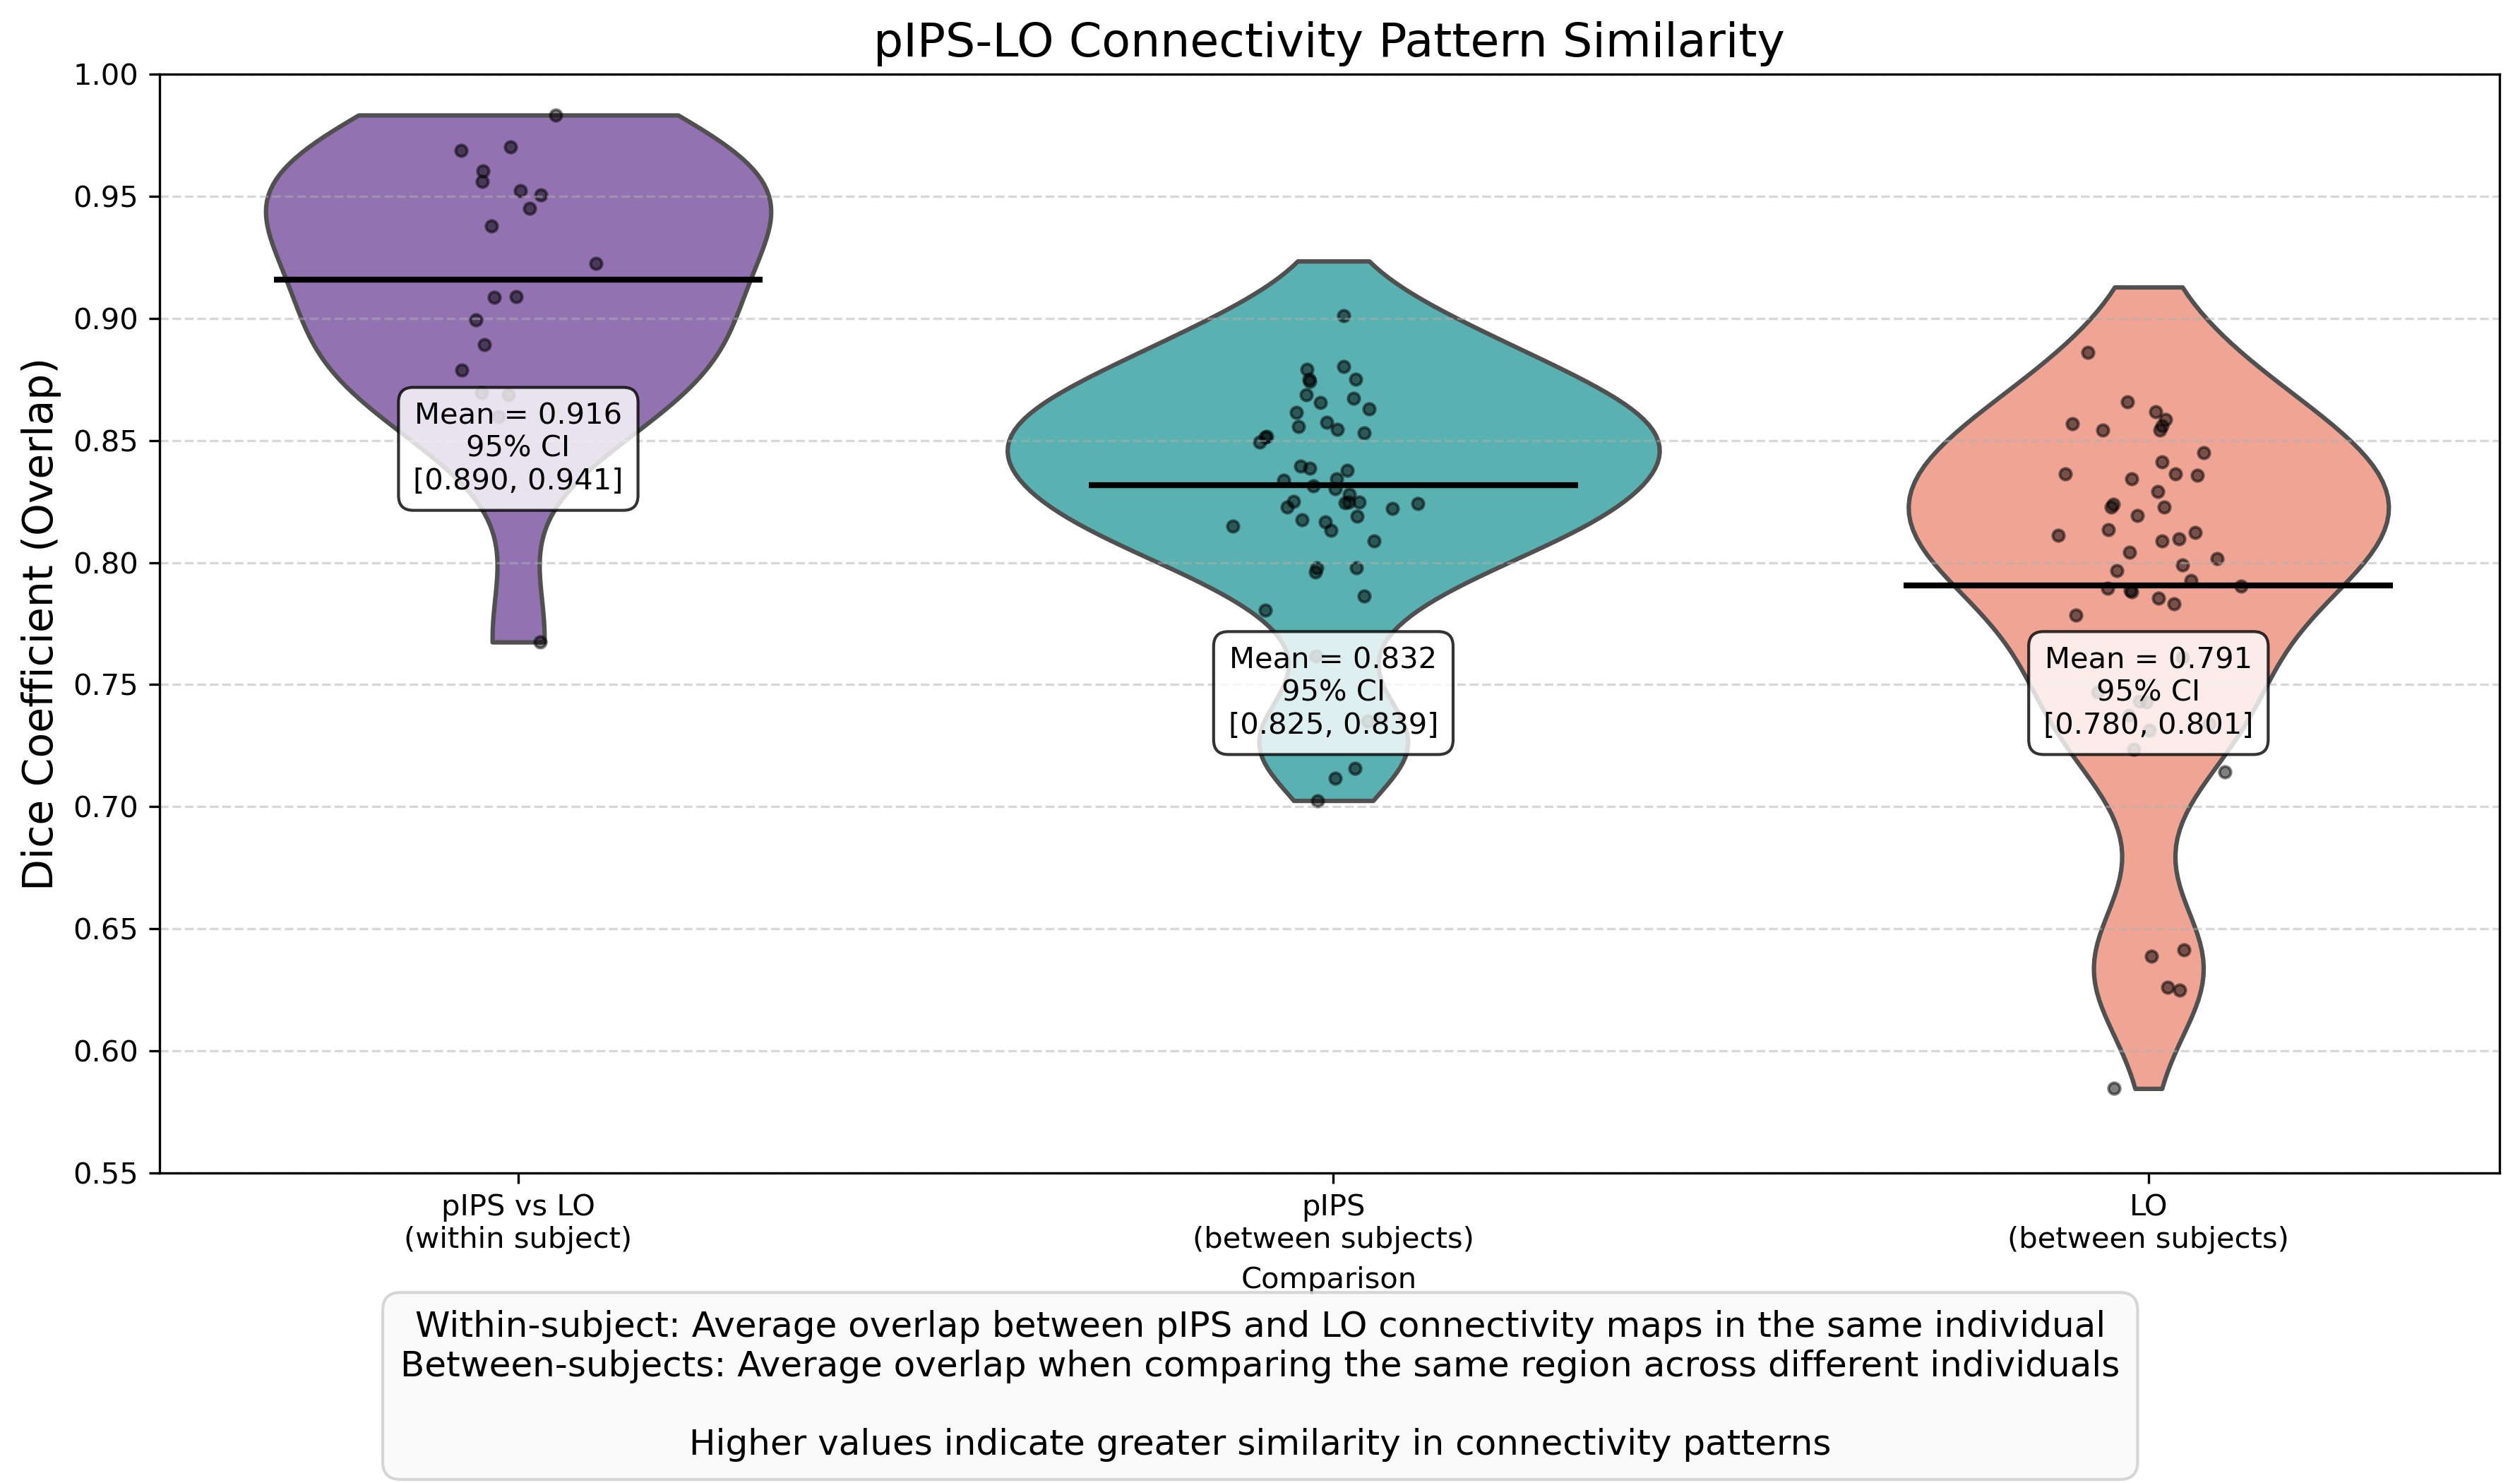 pIPS-LO Connectivity Pattern Similarity
Dice Coefficient (Overlap)
1.00
0.95
0.90
0.85
0.80
0.75
0.70
0.65
0.60
0.55
Mean = 0.916
95% CI
[0.890, 0.941]
Mean = 0.832
95% CI
[0.825, 0.839]
Mean = 0.791
95% CI
[0.780, 0.801]
pIPS vs LO
(within subject)
pIPS
(between subjects)
LO
(between subjects)
Comparison
Within-subject: Average overlap between pIPS and LO connectivity maps in the same individual
Between-subjects: Average overlap when comparing the same region across different individuals
Higher values indicate greater similarity in connectivity patterns